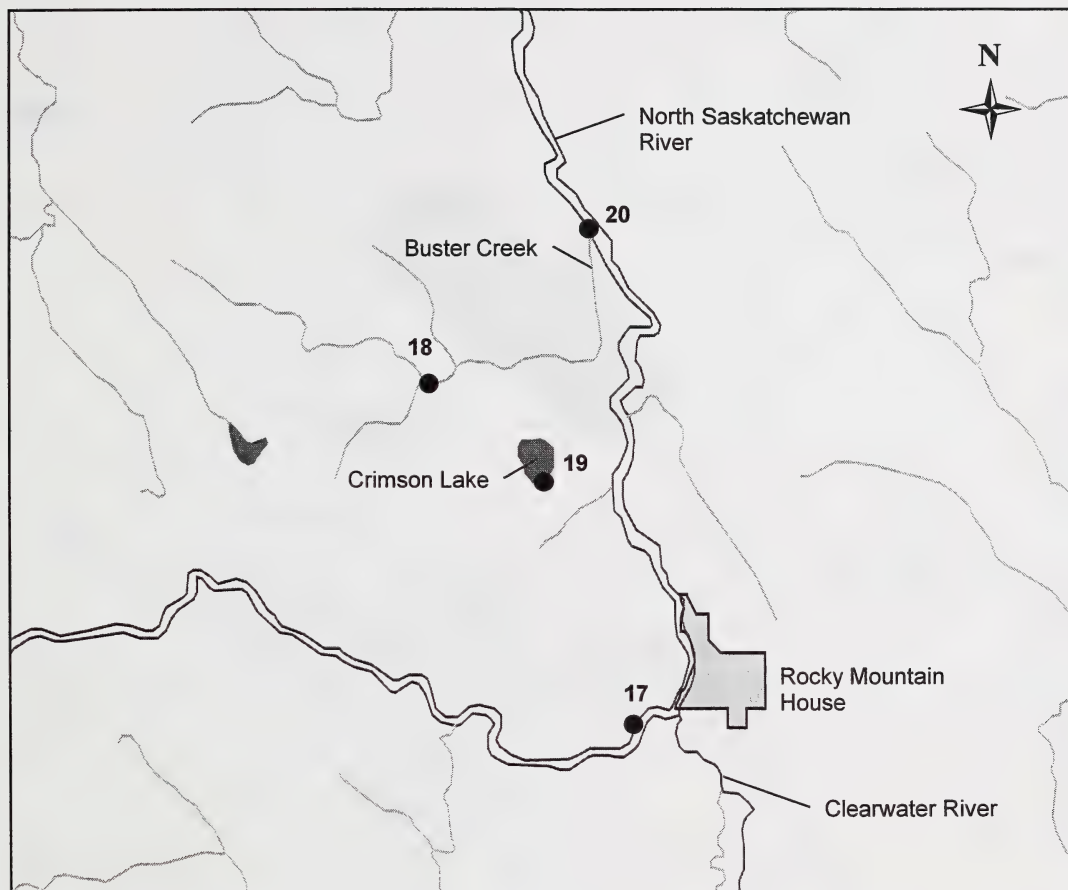 N
North Saskatchewan
River
20
Buster Creek
18
19
Crimson Lake
17
Rocky Mountain
House
Clearwater River